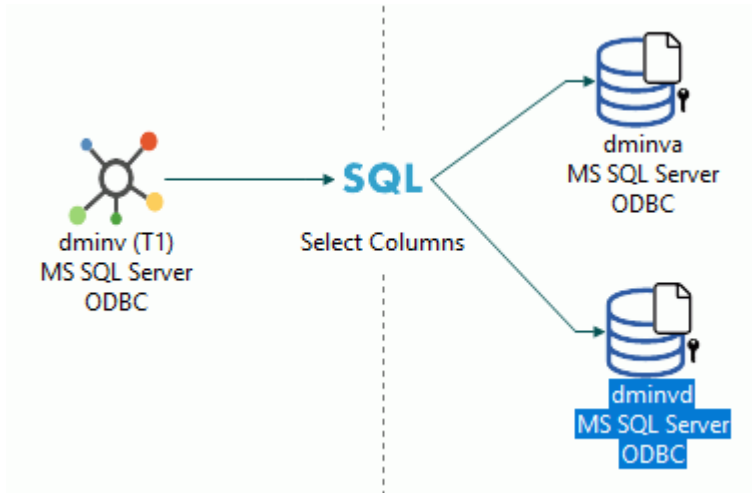 dminv (T1)
MS SQL Server
ODBC
SQL
Select Columns
dminva
MS SQL Server
ODBC
dminvd
MS SQL Server
ODBC